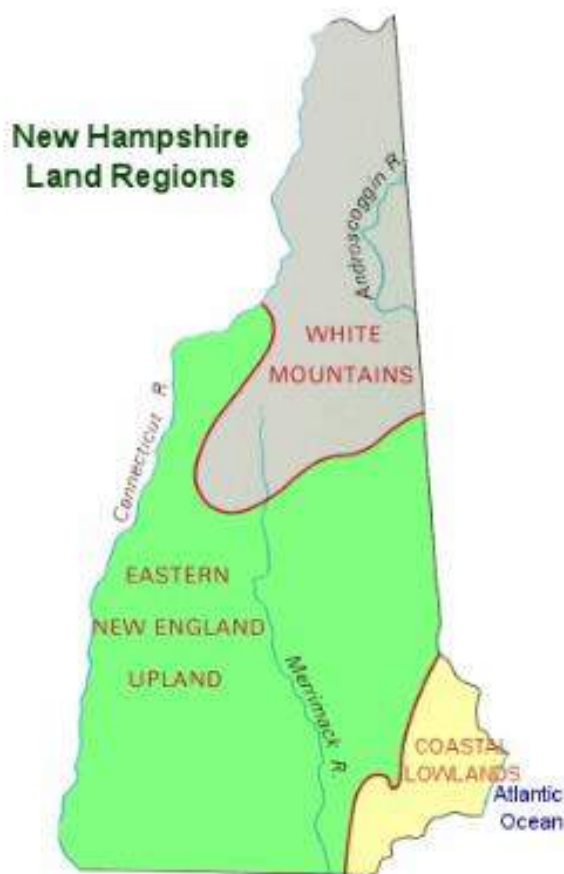 New Hampshire
Land Regions
Androscoggin R.
WHITE
MOUNTAINS
Connecticut R.
EASTERN
NEW ENGLAND
UPLAND
Merrimack R.
COASTAL
LOWLANDS
Atlantic
Ocean